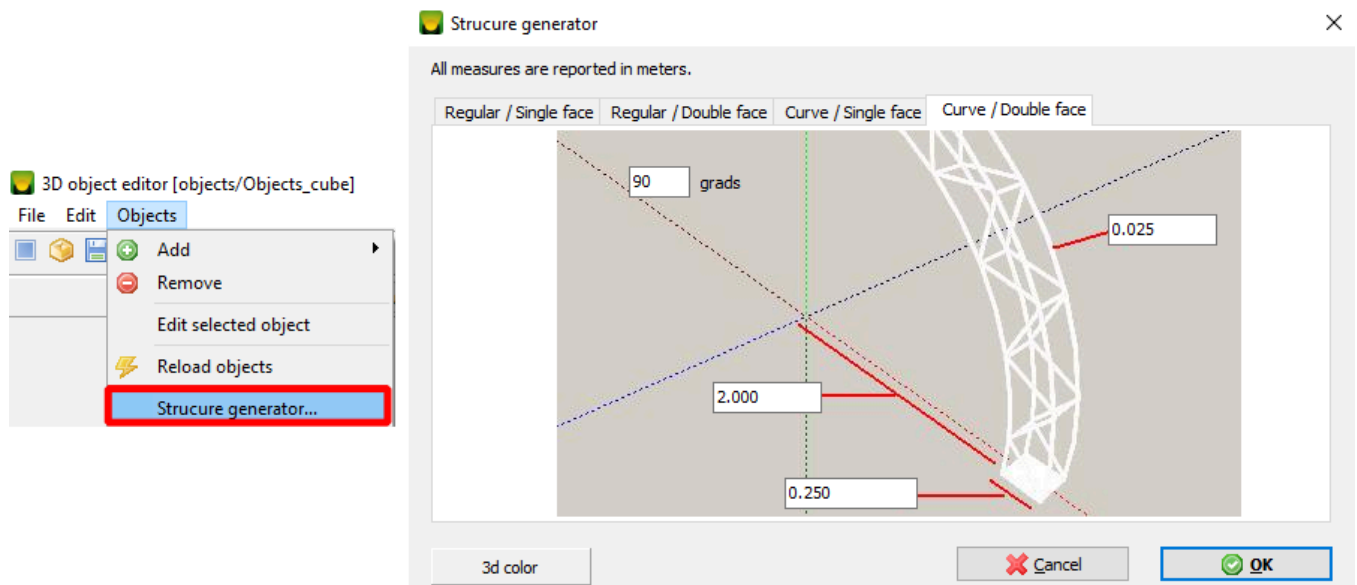 3D object editor [objects/Objects_cube]
File Edit Objects
Add
Remove
Edit selected object
Reload objects
Strucure generator...
Strucure generator
All measures are reported in meters.
Regular / Single face Regular / Double face Curve / Single face Curve / Double face
90 grads
0.025
2.000
0.250
3d color Cancel OK